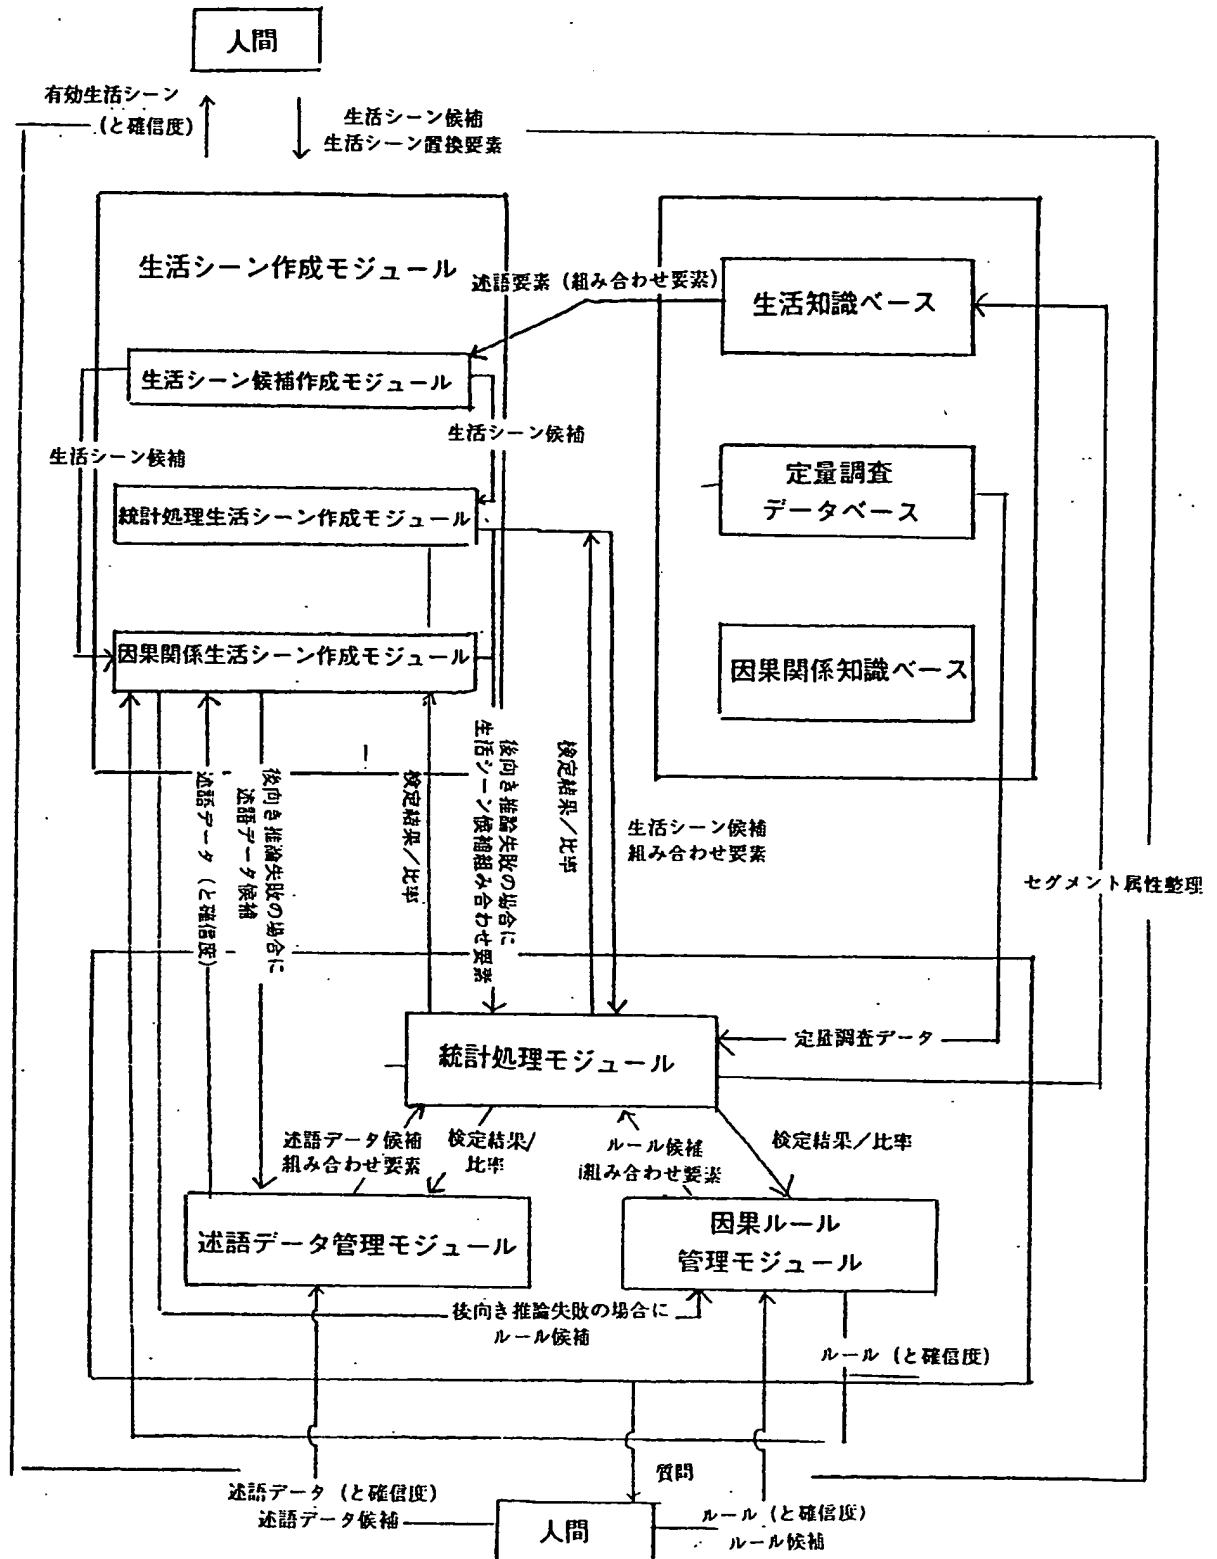 人間
有効生活シーン
(と確信度)
生活シーン候補
生活シーン置換要素
生活シーン作成モジュール
述語要素（組み合わせ要素）
生活知識ベース
生活シーン候補作成モジュール
生活シーン候補
生活シーン候補
定量調査
データベース
統計処理生活シーン作成モジュール
因果関係生活シーン作成モジュール
因果関係知識ベース
述語データ（と確信度）
後向き推論失敗の場合に
述語データ候補
検定結果／比率
後向き推論失敗の場合に
生活シーン候補組み合わせ要素
検定結果／比率
生活シーン候補
組み合わせ要素
セグメント属性整理
統計処理モジュール
定量調査データ
述語データ候補
組み合わせ要素
検定結果/
比率
ルール候補
組み合わせ要素
検定結果／比率
述語データ管理モジュール
因果ルール
管理モジュール
後向き推論失敗の場合に
ルール候補
ルール（と確信度）
質問
述語データ（と確信度）
述語データ候補
人間
ルール（と確信度）
ルール候補